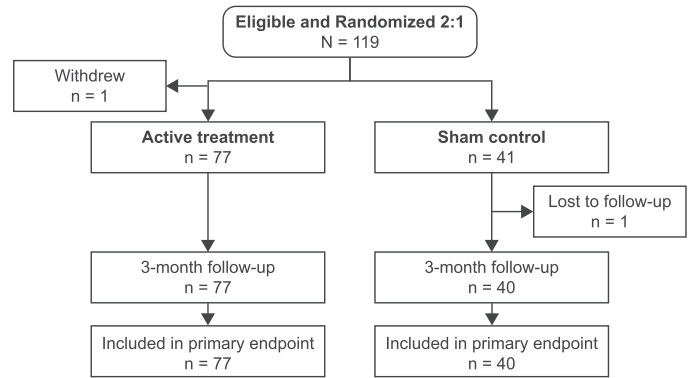 Eligible and Randomized 2:1
N = 119
Withdrew
n = 1
Active treatment
n = 77
Sham control
n = 41
Lost to follow-up
n = 1
3-month follow-up
n = 77
3-month follow-up
n = 40
Included in primary endpoint
n = 77
Included in primary endpoint
n = 40